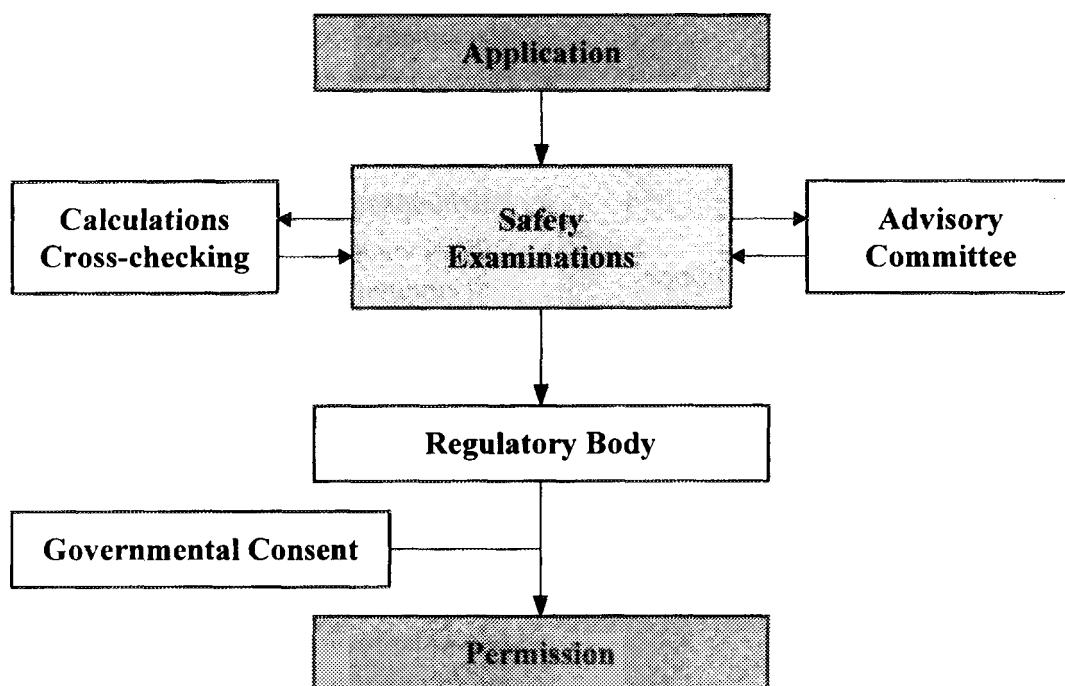 Application
Calculations
Cross-checking
Safety
Examinations
Advisory
Committee
Regulatory Body
Governmental Consent
Permission